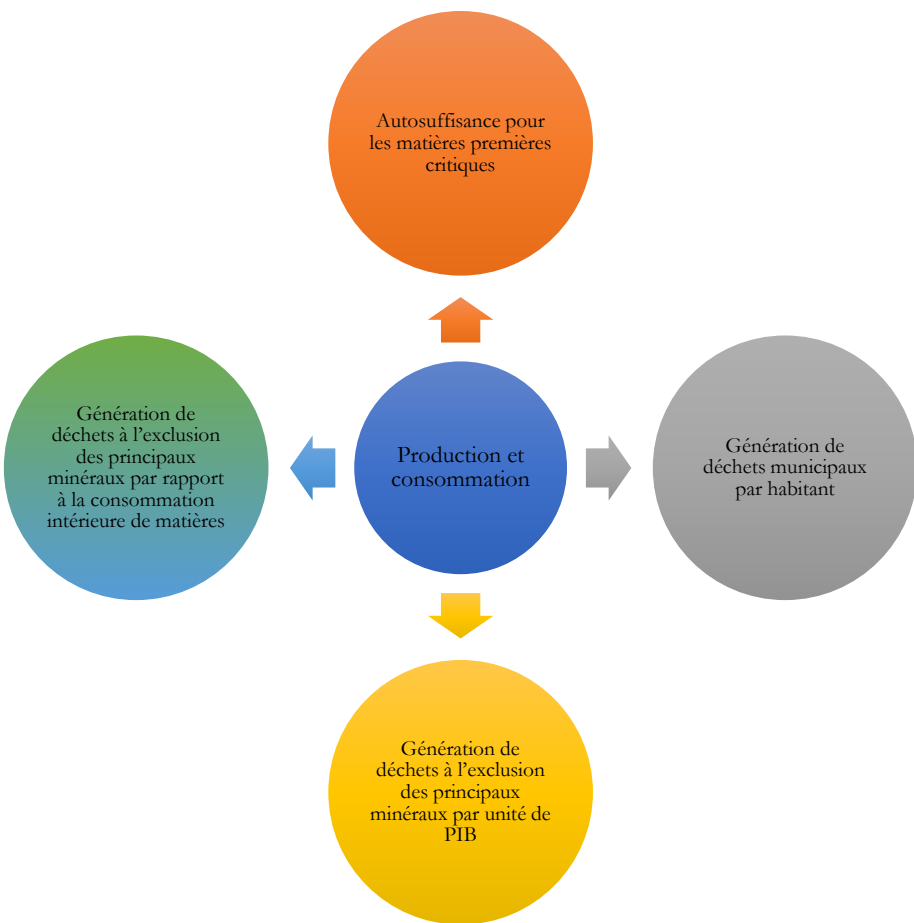 Autosuffisance pour
les matières premières
critiques
Génération de
déchets à l’exclusion
des principaux
minéraux par rapport
à la consommation
intérieure de matières
Production et
consommation
Génération de
déchets municipaux
par habitant
Génération de
déchets à l’exclusion
des principaux
minéraux par unité de
PIB